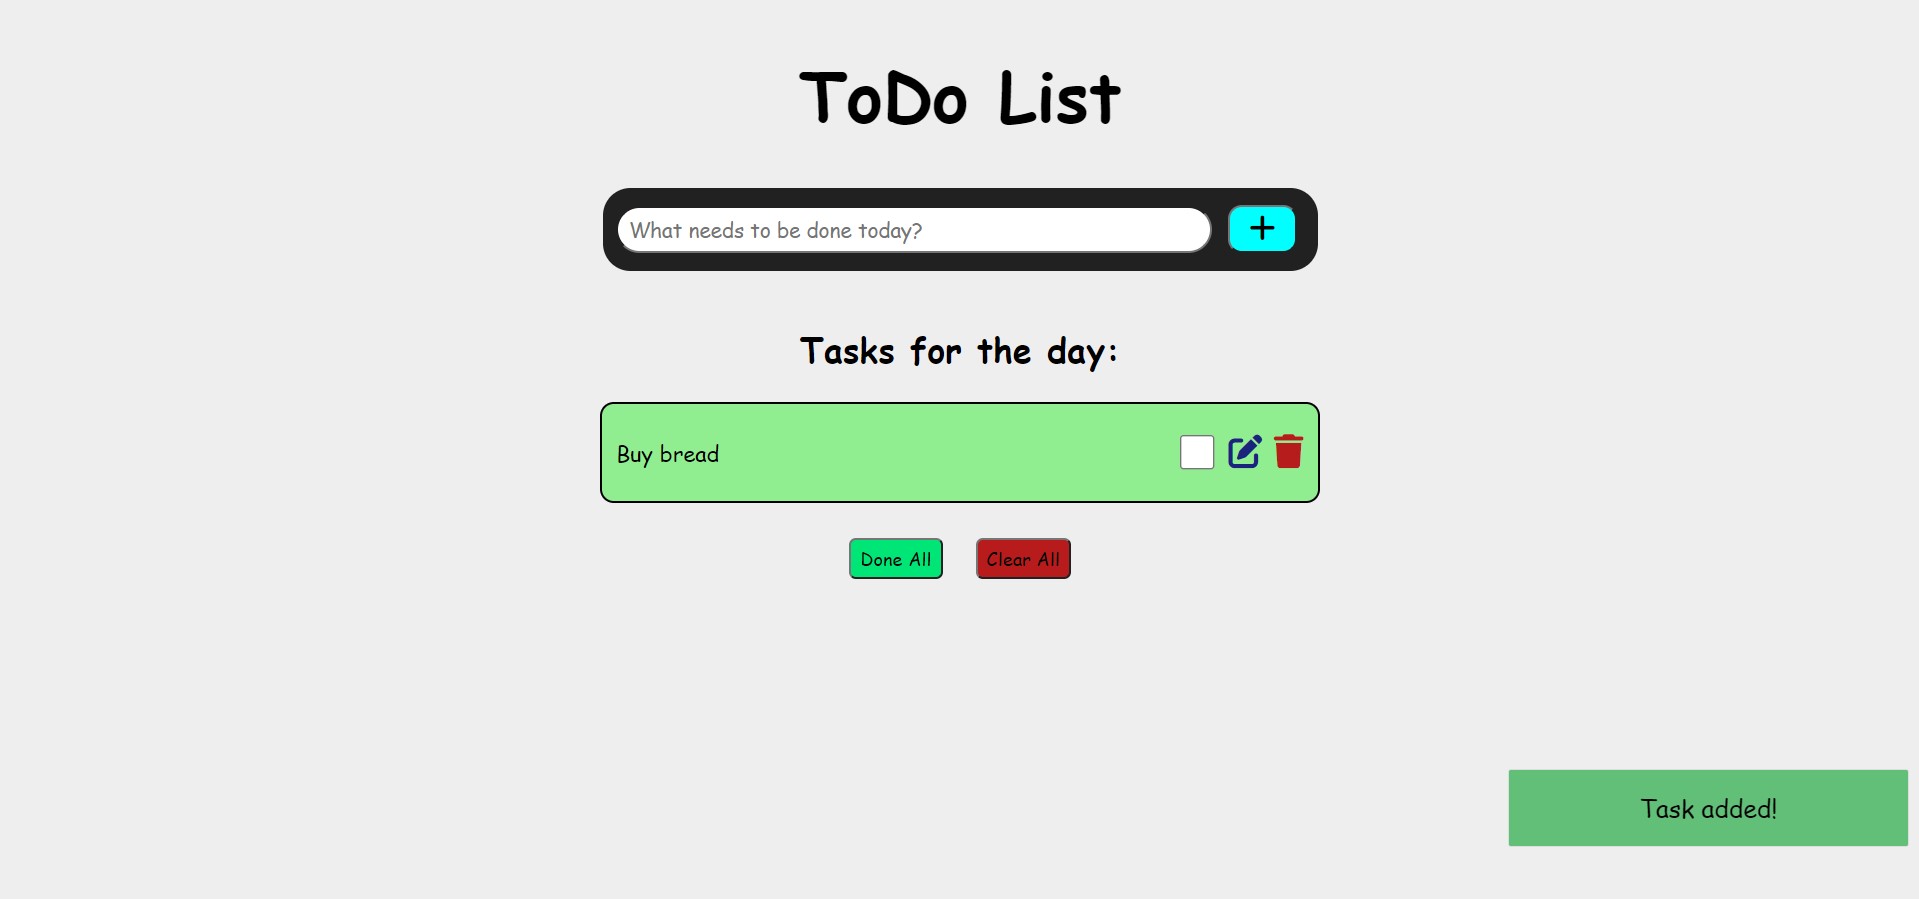 ToDo List
What needs to be done today?
Tasks for the day:
Buy bread
Done All
Clear All
Task added!